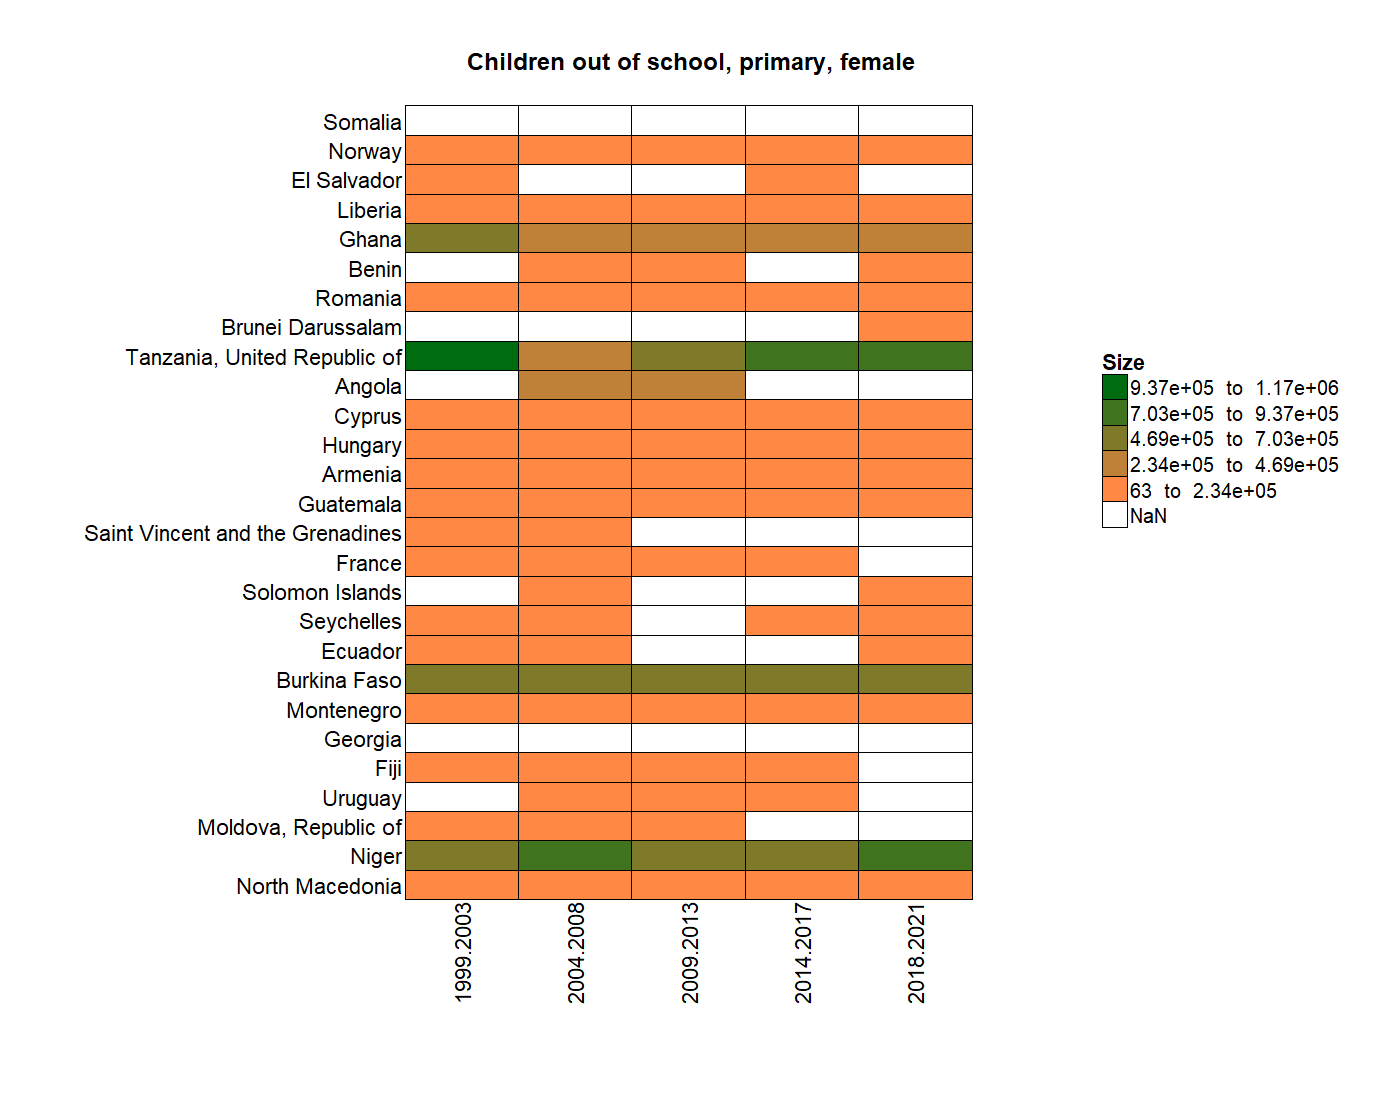 Children out of school, primary, female
Somalia
Norway
El Salvador
Liberia
Ghana
Benin
Romania
Brunei Darussalam
Tanzania, United Republic of
Angola
Cyprus
Hungary
Armenia
Guatemala
Saint Vincent and the Grenadines
France
Solomon Islands
Seychelles
Ecuador
Burkina Faso
Montenegro
Georgia
Fiji
Uruguay
Moldova, Republic of
Niger
North Macedonia
1999.2003
2004.2008
2009.2013
2014.2017
2018.2021
Size
9.37e+05 to 1.17e+06
7.03e+05 to 9.37e+05
4.69e+05 to 7.03e+05
2.34e+05 to 4.69e+05
63 to 2.34e+05
NaN